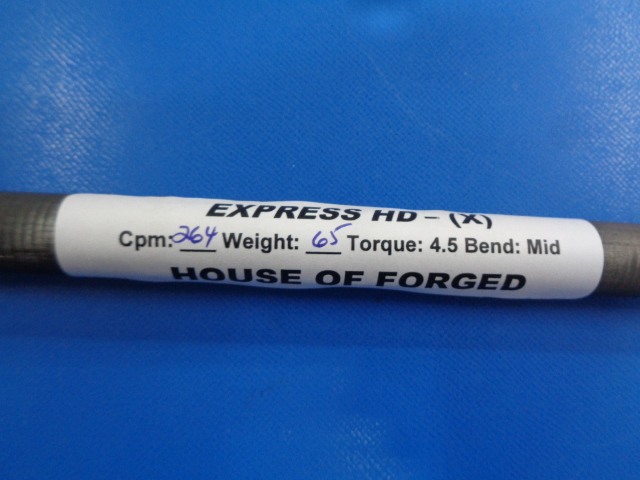 EXPRESS HD – (X)
Cpm: 264 Weight: 65 Torque: 4.5 Bend: Mid
HOUSE OF FORGED